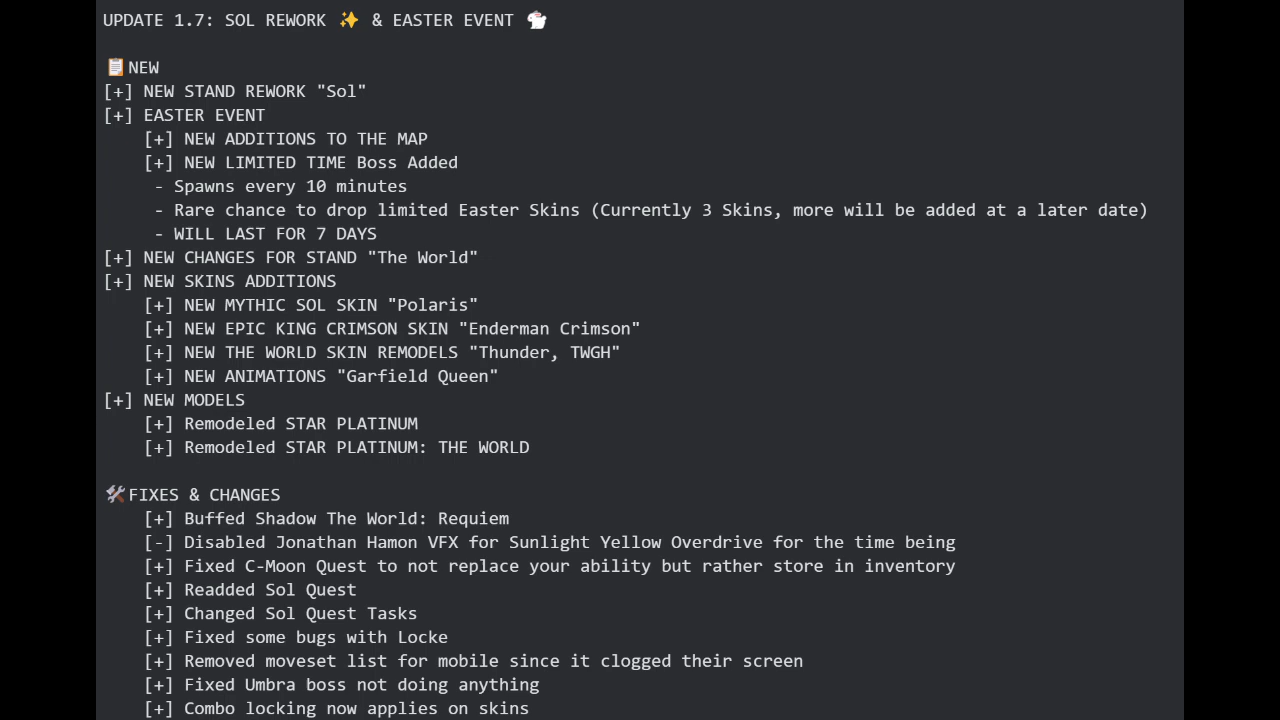 UPDATE 1.7: SOL REWORK ✨ & EASTER EVENT 🐇
📋NEW
[+] NEW STAND REWORK "Sol"
[+] EASTER EVENT
[+] NEW ADDITIONS TO THE MAP
[+] NEW LIMITED TIME Boss Added
- Spawns every 10 minutes
- Rare chance to drop limited Easter Skins (Currently 3 Skins, more will be added at a later date)
- WILL LAST FOR 7 DAYS
[+] NEW CHANGES FOR STAND "The World"
[+] NEW SKINS ADDITIONS
[+] NEW MYTHIC SOL SKIN "Polaris"
[+] NEW EPIC KING CRIMSON SKIN "Enderman Crimson"
[+] NEW THE WORLD SKIN REMODELS "Thunder, TWGH"
[+] NEW ANIMATIONS "Garfield Queen"
[+] NEW MODELS
[+] Remodeled STAR PLATINUM
[+] Remodeled STAR PLATINUM: THE WORLD
🛠️FIXES & CHANGES
[+] Buffed Shadow The World: Requiem
[-] Disabled Jonathan Hamon VFX for Sunlight Yellow Overdrive for the time being
[+] Fixed C-Moon Quest to not replace your ability but rather store in inventory
[+] Readded Sol Quest
[+] Changed Sol Quest Tasks
[+] Fixed some bugs with Locke
[+] Removed moveset list for mobile since it clogged their screen
[+] Fixed Umbra boss not doing anything
[+] Combo locking now applies on skins